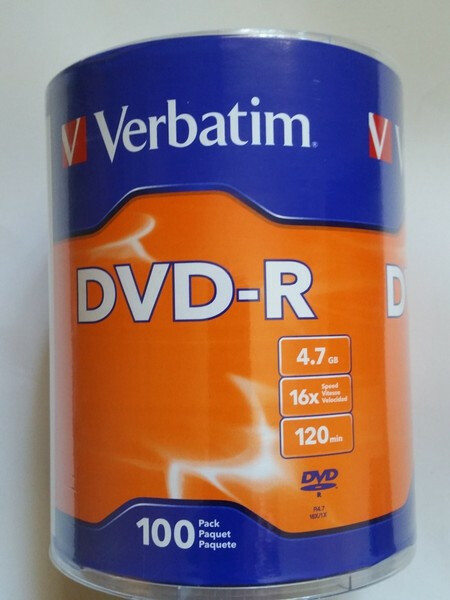 V Verbatim®
V V
DVD-R
D
4.7 GB
16x Speed
Vitesse
Velocidad
120 min
DVD
R
100 Pack
Paquet
Paquete